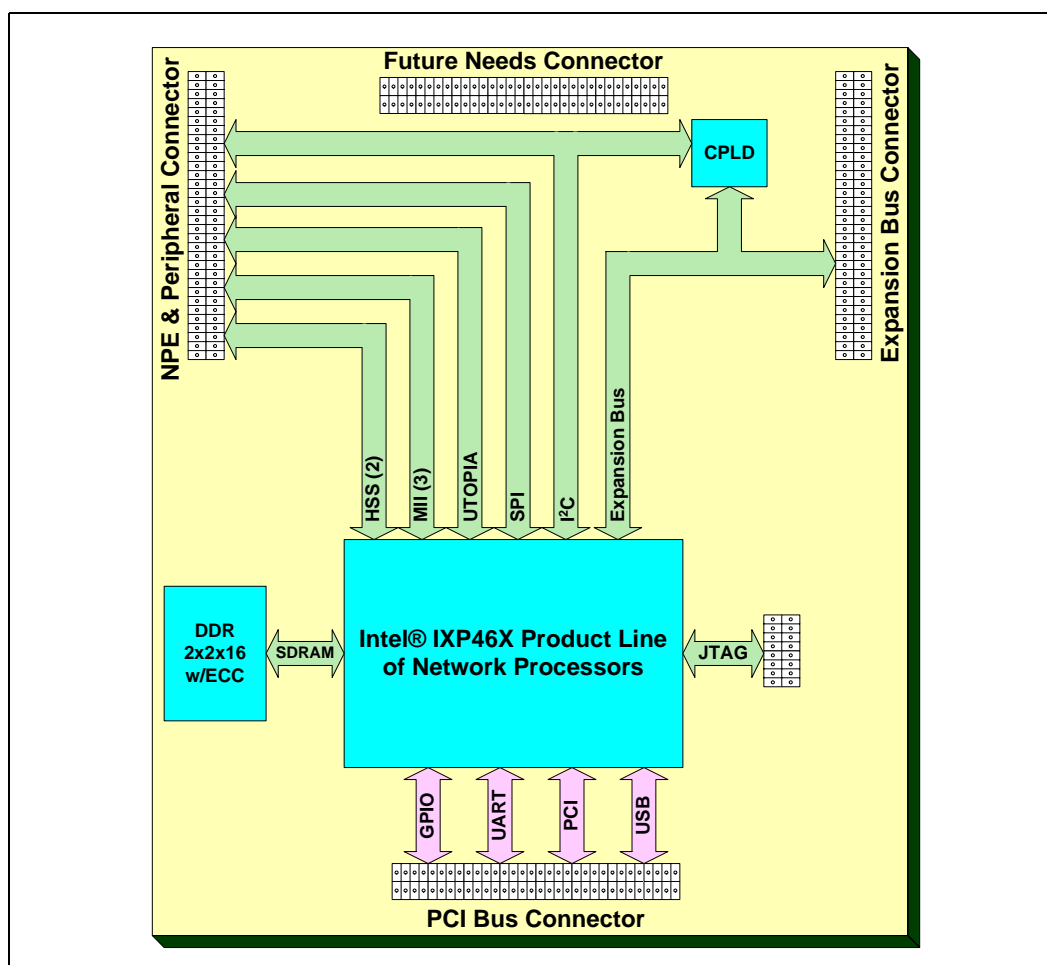 Future Needs Connector
NPE & Peripheral Connector
CPLD
Expansion Bus Connector
HSS (2)
MII (3)
UTOPIA
SPI
I²C
Expansion Bus
DDR
2x2x16
w/ECC
SDRAM
Intel® IXP46X Product Line
of Network Processors
JTAG
GPIO
UART
PCI
USB
PCI Bus Connector